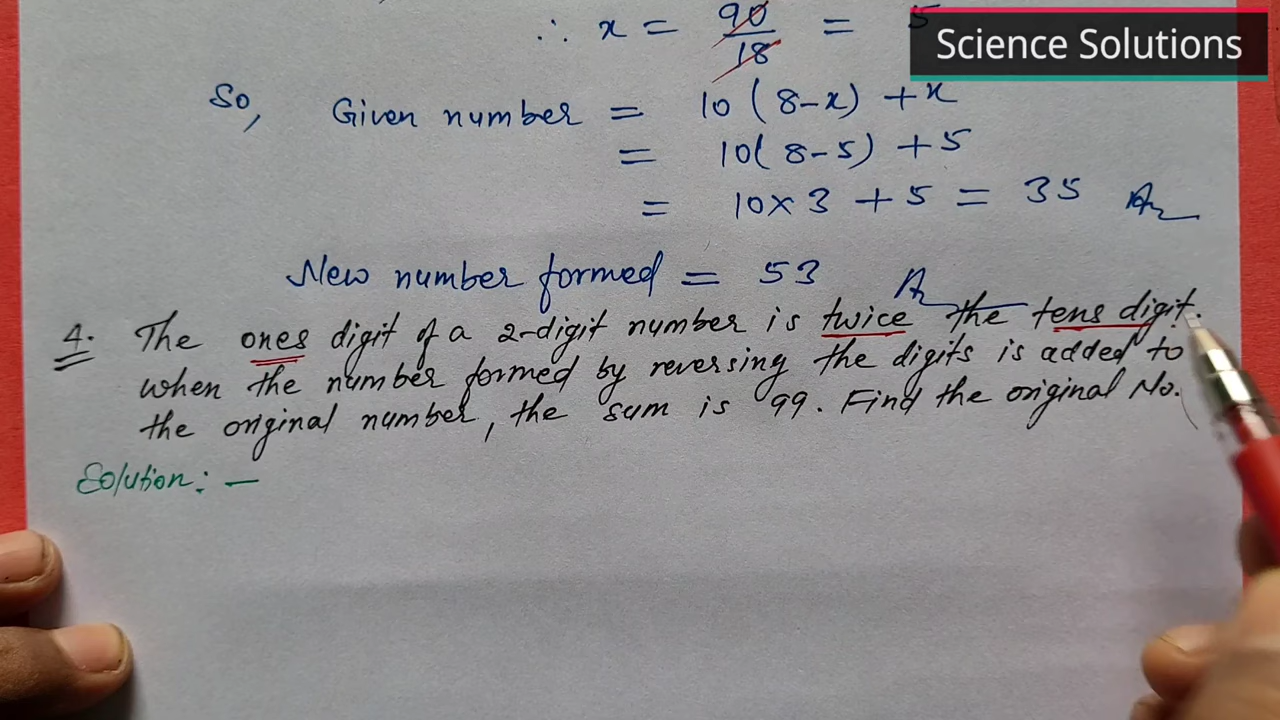 ∴ x = 90/18 = 5
Science Solutions
So, Given number = 10(8-x) + x
= 10(8-5) + 5
= 10×3 + 5 = 35 An
New number formed = 53 An
4. The ones digit of a 2-digit number is twice the tens digit.
when the number formed by reversing the digits is added to
the original number, the sum is 99. Find the original No.
Solution: —